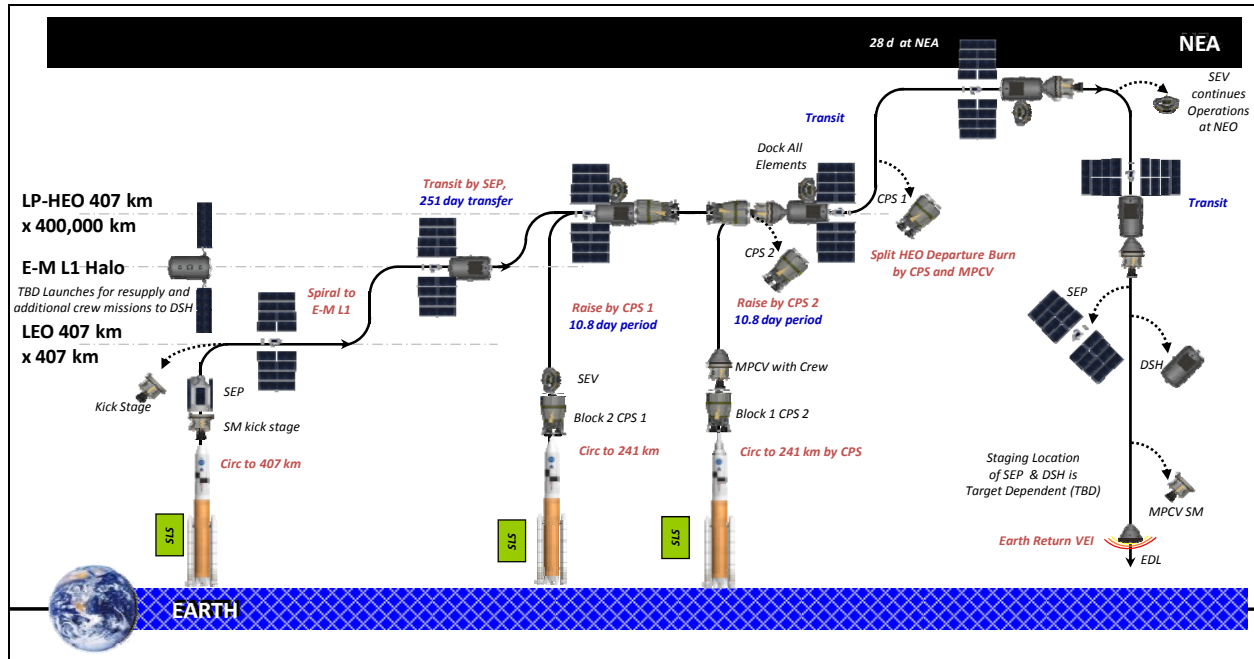 28 d at NEA
NEA
SEV
continues
Operations
at NEO
Transit
Dock All
Elements
Transit by SEP,
251 day transfer
LP-HEO 407 km
x 400,000 km
CPS 1
Transit
CPS 2
Split HEO Departure Burn
by CPS and MPCV
E-M L1 Halo
TBD Launches for resupply and
additional crew missions to DSH
Spiral to
E-M L1
Raise by CPS 1
10.8 day period
Raise by CPS 2
10.8 day period
SEP
LEO 407 km
x 407 km
DSH
MPCV with Crew
Kick Stage
SEP
SEV
SM kick stage
Block 2 CPS 1
Block 1 CPS 2
Circ to 407 km
Circ to 241 km
Circ to 241 km by CPS
Staging Location
of SEP & DSH is
Target Dependent (TBD)
MPCV SM
SLS
SLS
SLS
Earth Return VEI
EDL
EARTH